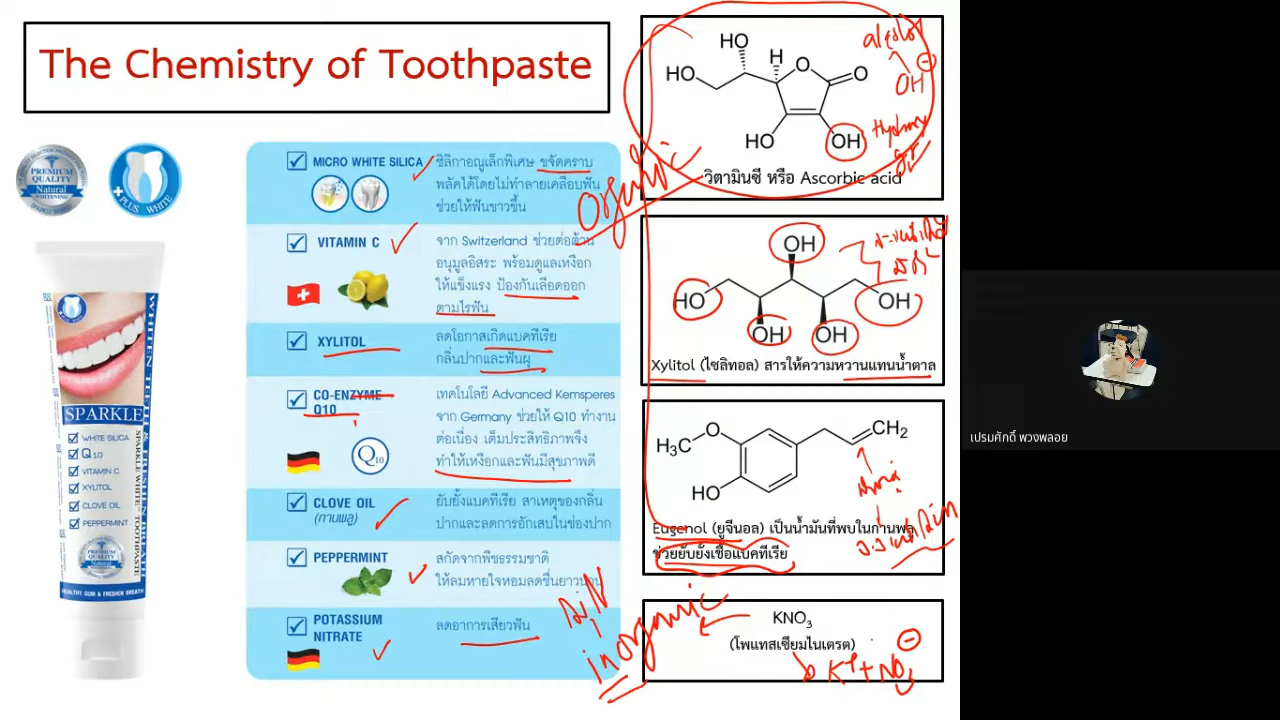 The Chemistry of Toothpaste
PREMIUM
QUALITY
Natural
WHITENING
PLUS WHITE
MICRO WHITE SILICA
ซิลิกาอณูเล็กพิเศษ ขจัดคราบ
พลัคได้โดยไม่ทำลายเคลือบฟัน
ช่วยให้ฟันขาวขึ้น
VITAMIN C
จาก Switzerland ช่วยต่อต้าน
อนุมูลอิสระ พร้อมดูแลเหงือก
ให้แข็งแรง ป้องกันเลือดออก
ตามไรฟัน
XYLITOL
ลดโอกาสเกิดแบคทีเรีย
กลิ่นปากและฟันผุ
CO-ENZYME
Q10
Q10
เทคโนโลยี Advanced Kemsperes
จาก Germany ช่วยให้ Q10 ทำงาน
ต่อเนื่อง เต็มประสิทธิภาพจึง
ทำให้เหงือกและฟันมีสุขภาพดี
CLOVE OIL
(กานพลู)
ยับยั้งแบคทีเรีย สาเหตุของกลิ่น
ปากและลดการอักเสบในช่องปาก
PEPPERMINT
สกัดจากพืชธรรมชาติ
ให้ลมหายใจหอมสดชื่นยาวนาน
POTASSIUM
NITRATE
ลดอาการเสียวฟัน
SPARKLE
WHITE SILICA
Q10
VITAMIN C
XYLITOL
CLOVE OIL
PEPPERMINT
WHITEN TEETH & FRESHEN BREATH
SPARKLE WHITE TOOTHPASTE
HEALTHY GUM & FRESHER BREATH
HO
H
O
O
HO
HO
OH
OH
วิตามินซี หรือ Ascorbic acid
organic
OH
HO
OH
OH
OH
Xylitol (ไซลิทอล) สารให้ความหวานแทนน้ำตาล
H₃C
O
CH₂
HO
Eugenol (ยูจีนอล) เป็นน้ำมันที่พบในกานพลู
ช่วยยับยั้งเชื้อแบคทีเรีย
inorganic
KNO₃
(โพแทสเซียมไนเตรต)
K⁺ + NO₃⁻
เปรมศักดิ์ พวงพลอย